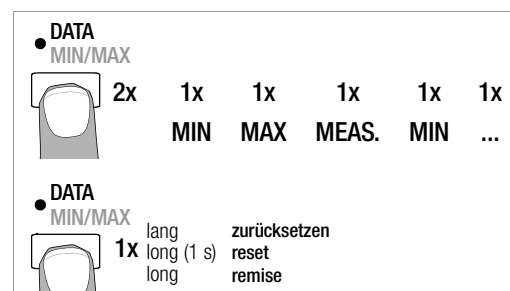 • DATA
MIN/MAX
2x 1x 1x 1x 1x 1x
MIN MAX MEAS. MIN ...
• DATA
MIN/MAX
1x
lang zurücksetzen
long (1 s) reset
long remise